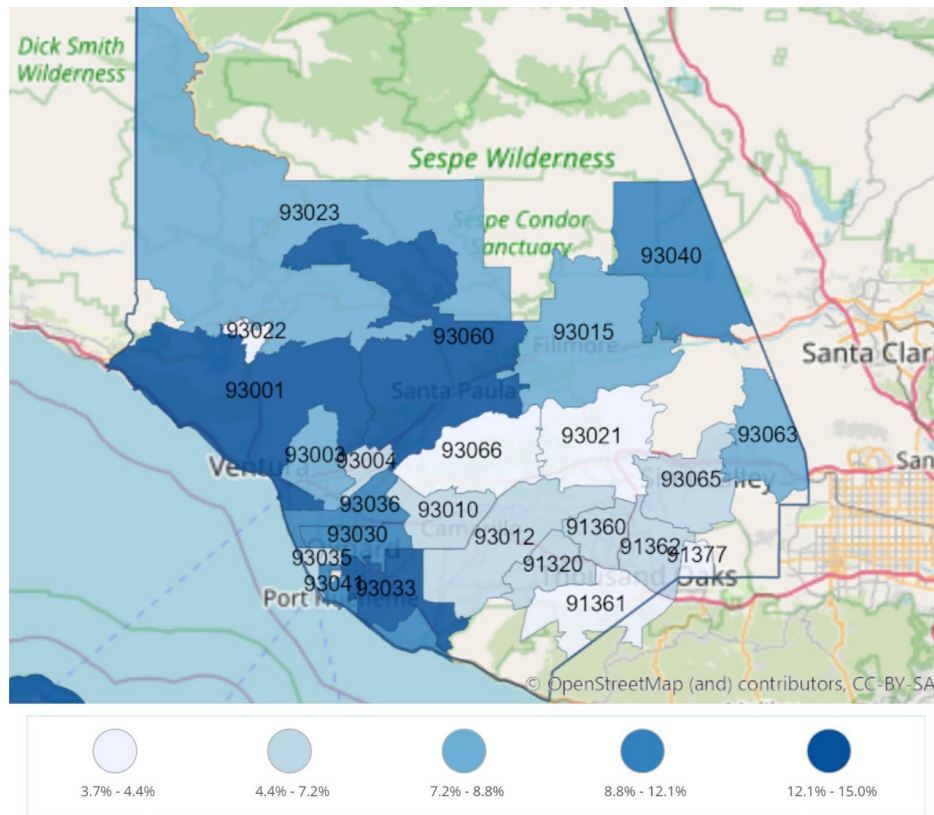 Dick Smith
Wilderness
Sespe Wilderness
93023
Sespe Condor
Sanctuary
93040
93022
93060
93015
Fillmore
Santa Clar
93001
Santa Paula
93066
93021
93063
93003
93004
Ventura
93065
Valley
San
93036
93010
Camarillo
93030
93012
91360
93035
91362
91377
91320
93041
93033
Thousand Oaks
Port Hueneme
91361
© OpenStreetMap (and) contributors, CC-BY-SA
3.7% - 4.4%
4.4% - 7.2%
7.2% - 8.8%
8.8% - 12.1%
12.1% - 15.0%